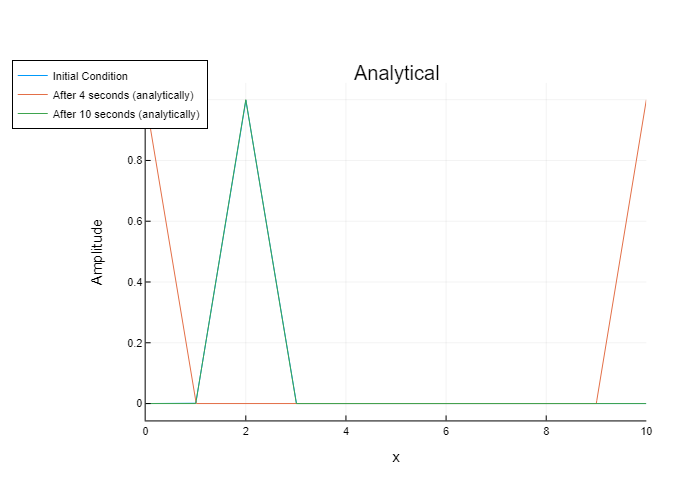 Analytical
Initial Condition
After 4 seconds (analytically)
After 10 seconds (analytically)
0.8
0.6
0.4
0.2
0
Amplitude
0 2 4 6 8 10
x